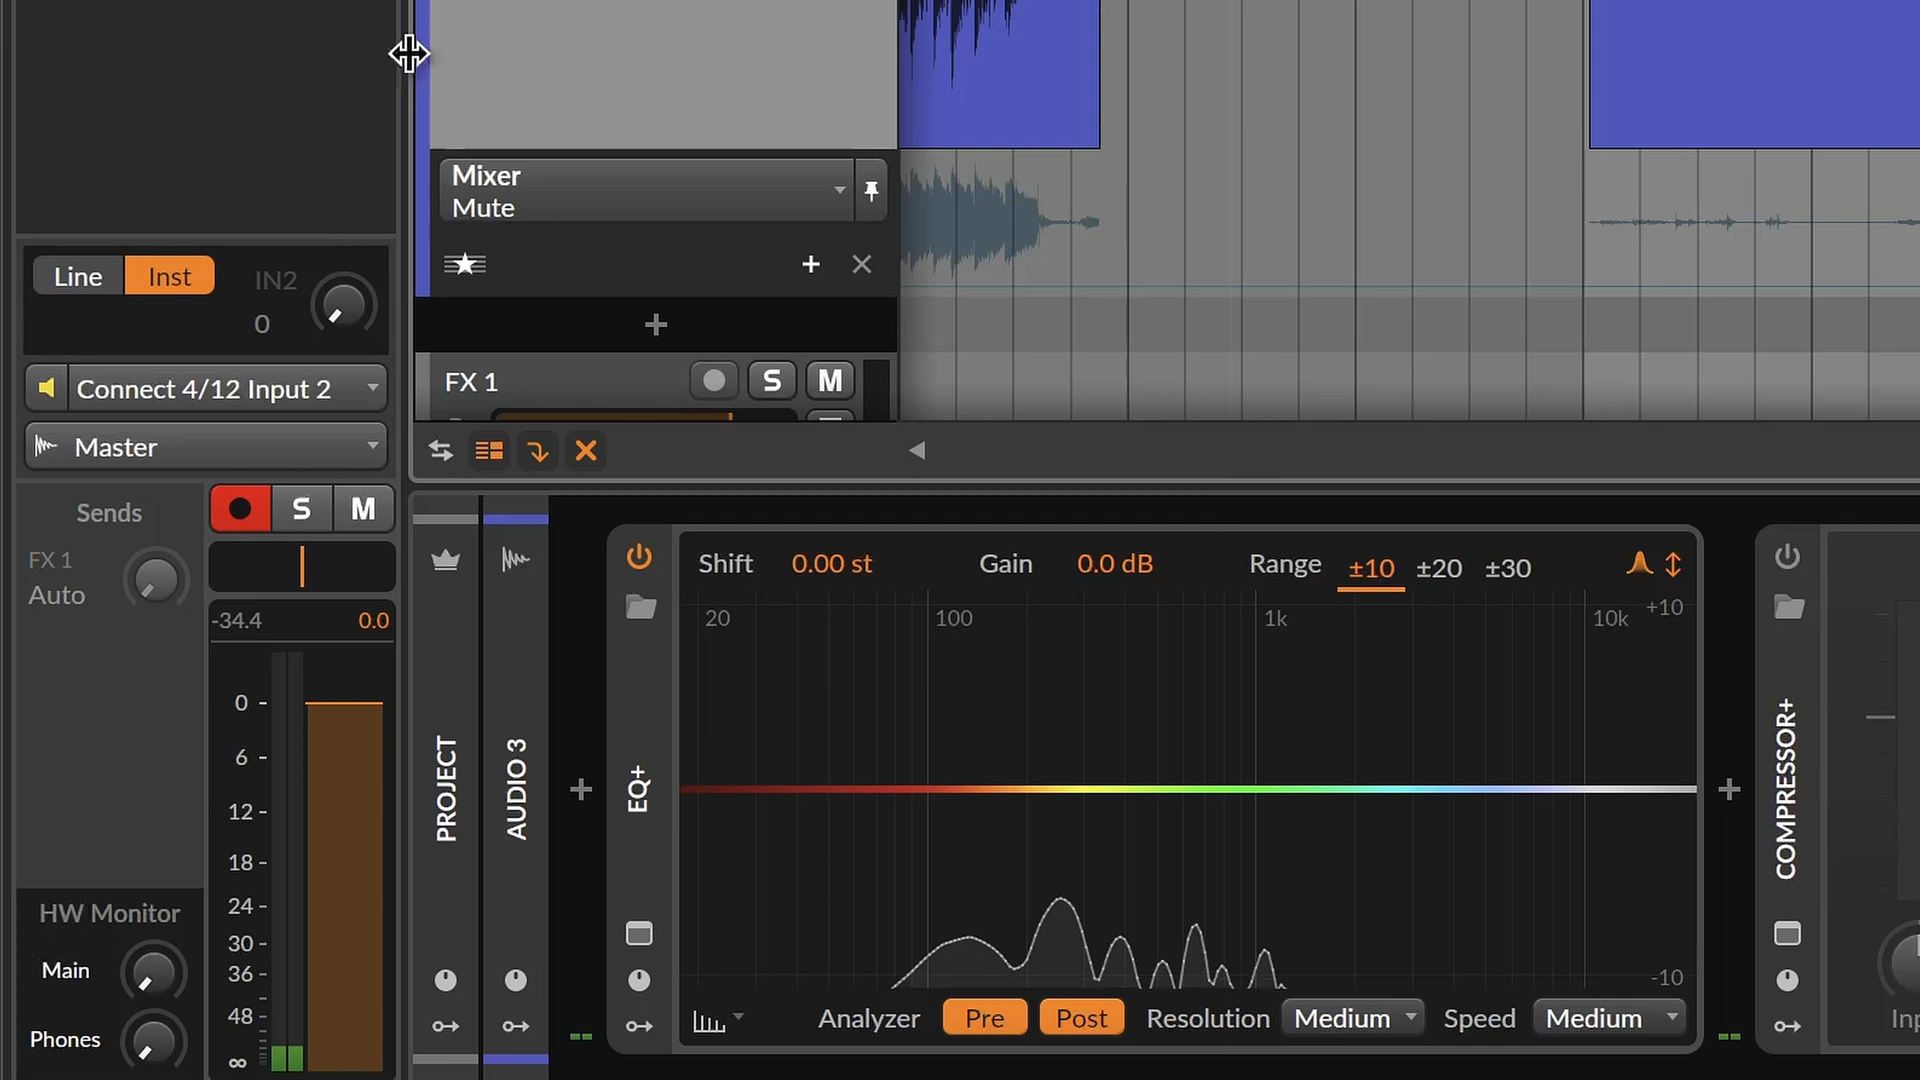 Mixer
Mute
Line Inst IN2
0
Connect 4/12 Input 2
Master
FX 1 S M
Sends S M
FX 1
Auto
-34.4 0.0
0
6
12
18
24
30
36
48
∞
HW Monitor
Main
Phones
PROJECT
AUDIO 3
EQ+
Shift 0.00 st Gain 0.0 dB Range ±10 ±20 ±30
20 100 1k 10k +10
-10
Analyzer Pre Post Resolution Medium Speed Medium
COMPRESSOR+